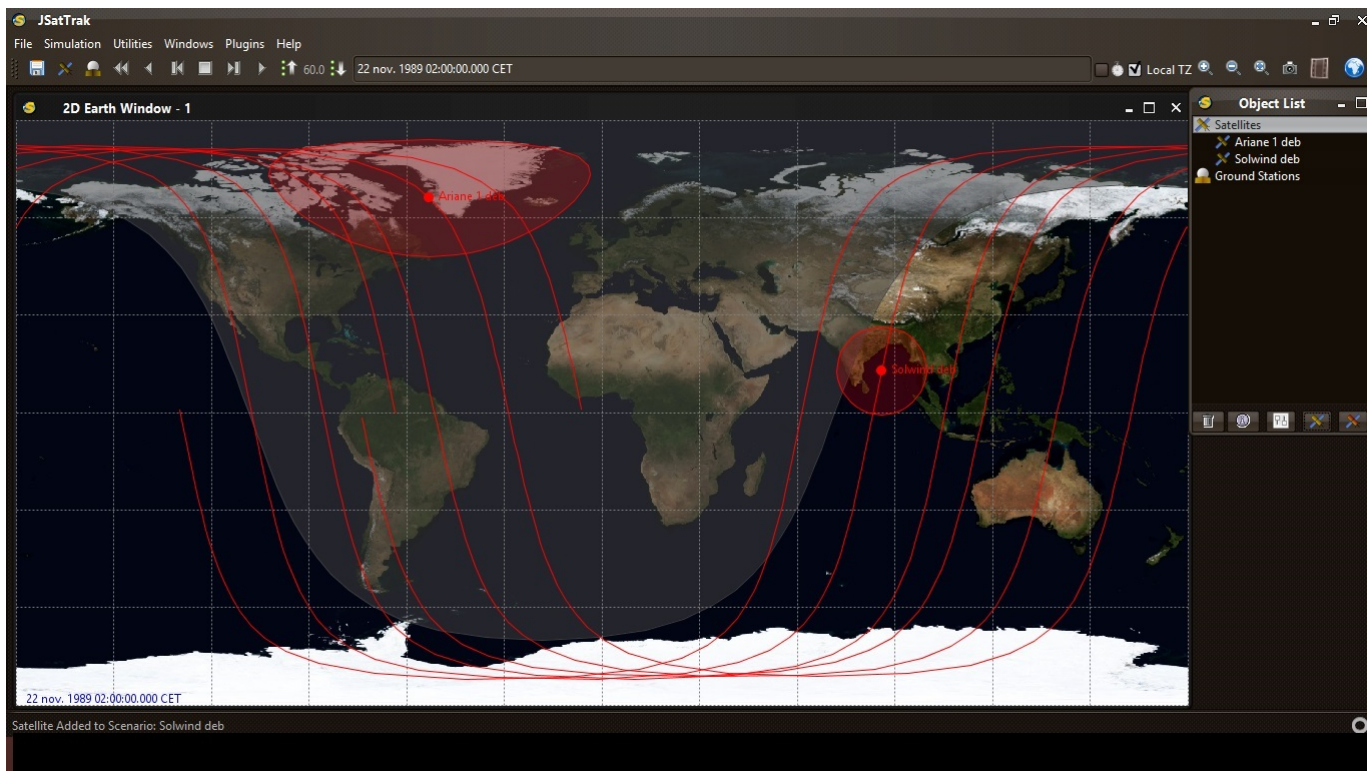 JSatTrak
File Simulation Utilities Windows Plugins Help
60.0 22 nov. 1989 02:00:00.000 CET Local TZ
2D Earth Window - 1
Object List
Satellites
Ariane 1 deb
Solwind deb
Ground Stations
Ariane 1 deb
Solwind deb
22 nov. 1989 02:00:00.000 CET
Satellite Added to Scenario: Solwind deb